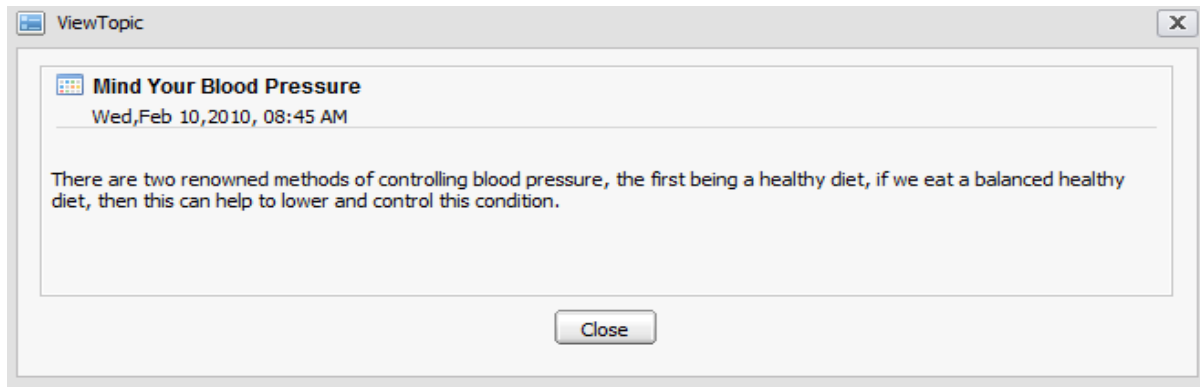 ViewTopic
Mind Your Blood Pressure
Wed,Feb 10,2010, 08:45 AM
There are two renowned methods of controlling blood pressure, the first being a healthy diet, if we eat a balanced healthy
diet, then this can help to lower and control this condition.
Close